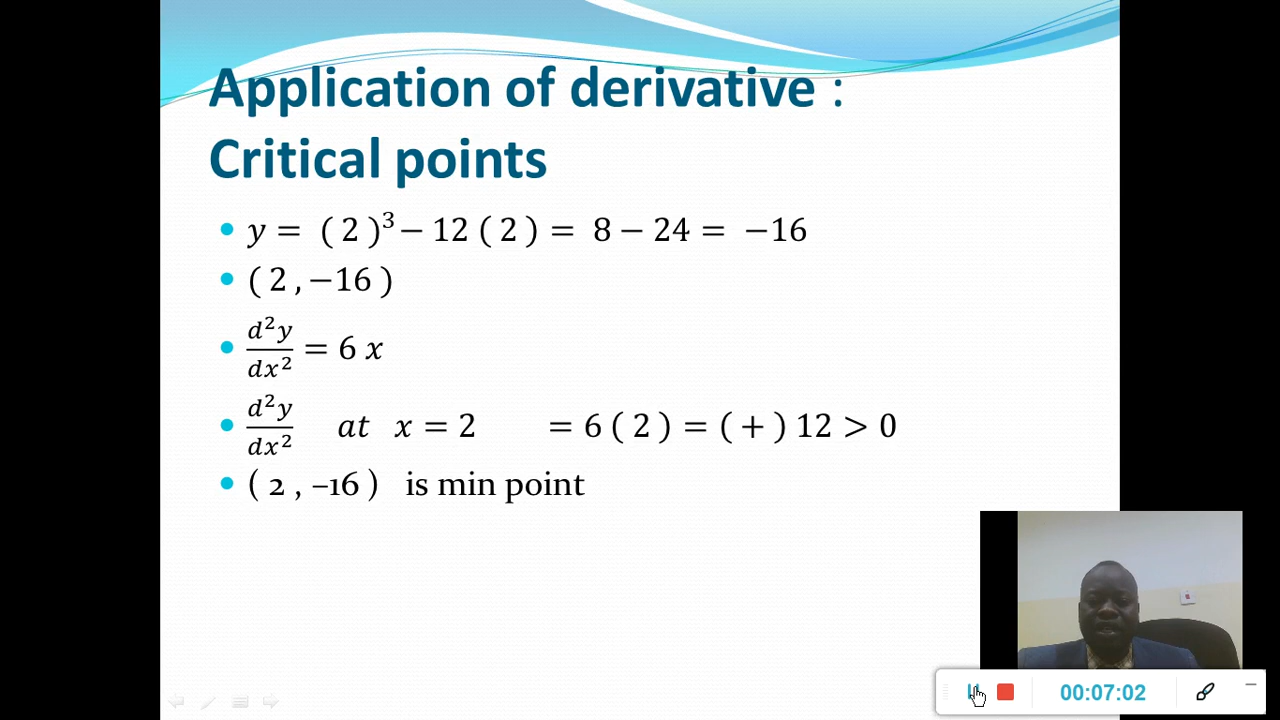 Application of derivative :
Critical points
• y = ( 2 )³ − 12 ( 2 ) = 8 − 24 = −16
• ( 2 , −16 )
• d²y/dx² = 6 x
• d²y/dx² at x = 2 = 6 ( 2 ) = ( + ) 12 > 0
• ( 2 , −16 ) is min point
00:07:02